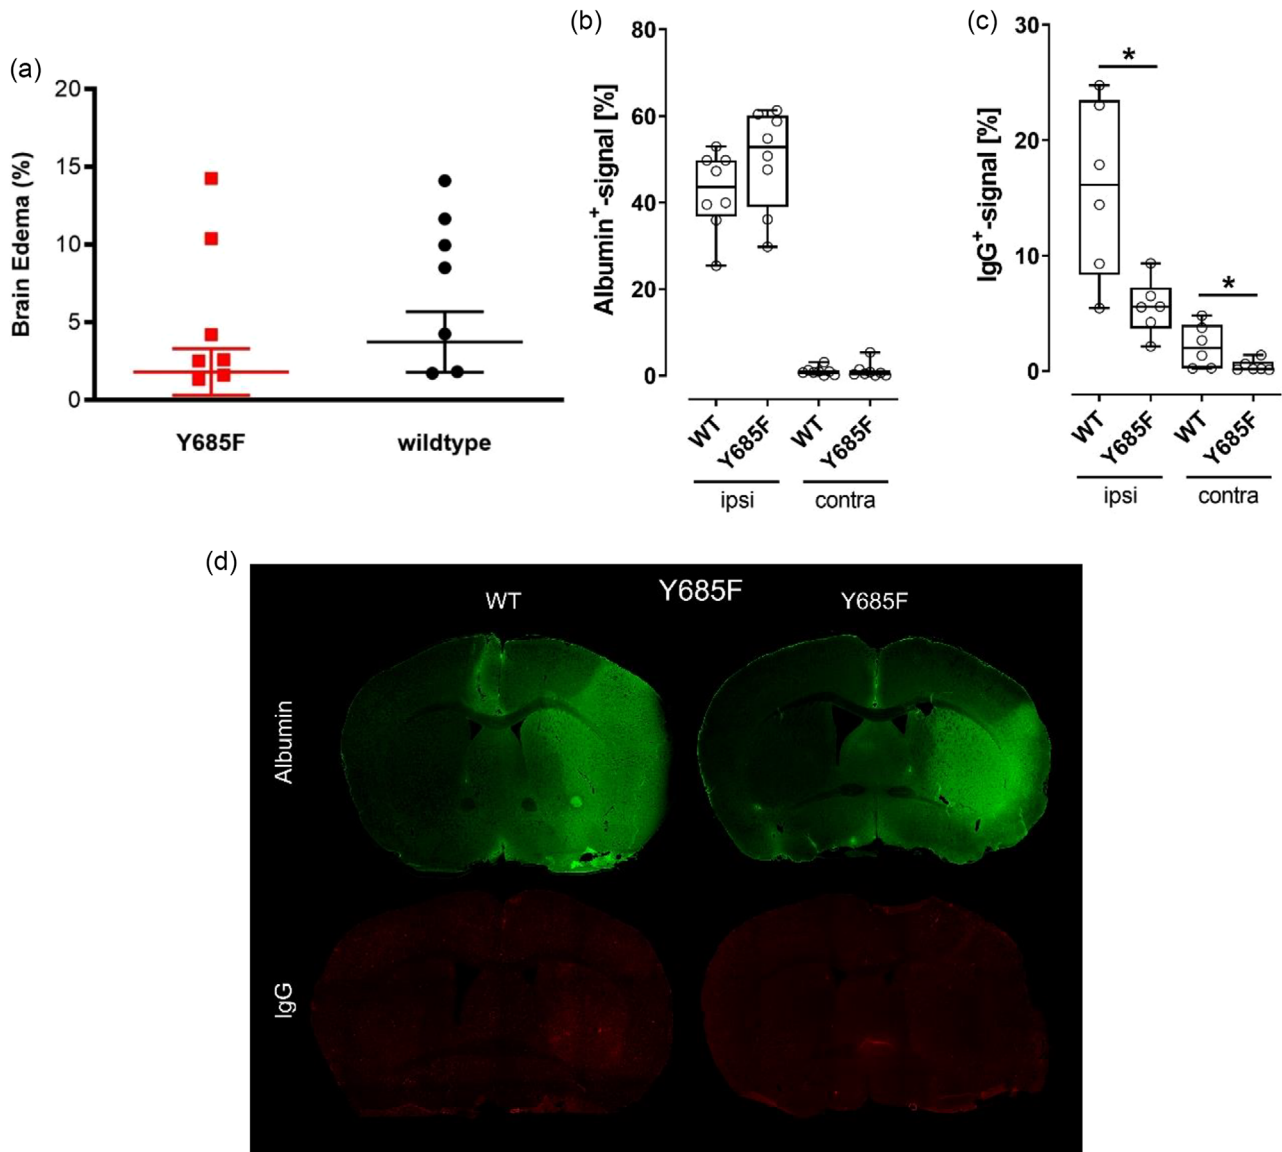 (a)
Brain Edema (%)
20
15
10
5
0
Y685F
wildtype
(b)
Albumin+-signal [%]
80
60
40
20
0
WT
Y685F
WT
Y685F
ipsi
contra
(c)
IgG+-signal [%]
30
20
10
0
*
*
WT
Y685F
WT
Y685F
ipsi
contra
(d)
Y685F
WT
Y685F
Albumin
IgG